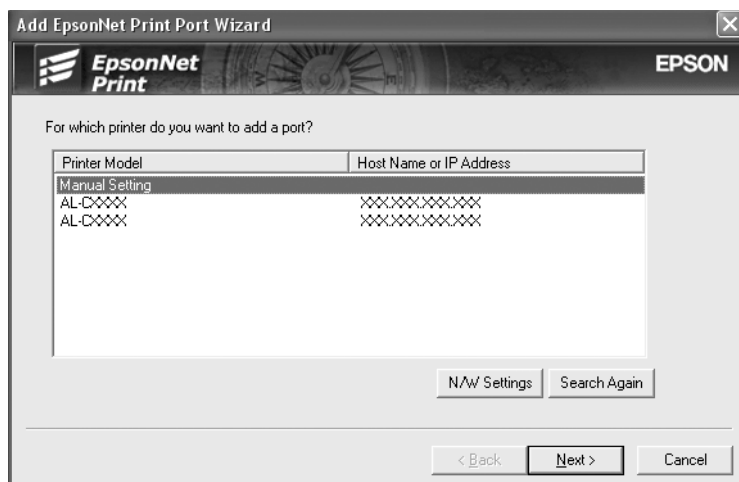 Add EpsonNet Print Port Wizard
EpsonNet
Print
EPSON
For which printer do you want to add a port?
Printer Model Host Name or IP Address
Manual Setting
AL-CXXXX XXX.XXX.XXX.XXX
AL-CXXXX XXX.XXX.XXX.XXX
N/W Settings Search Again
< Back Next > Cancel